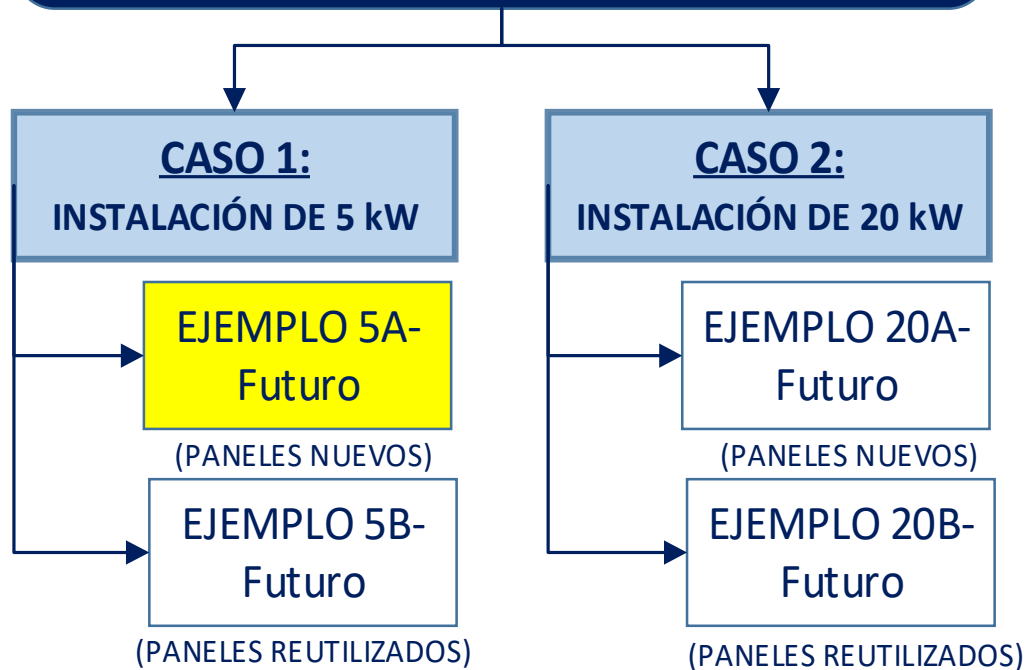 CASO 1:
INSTALACIÓN DE 5 kW
EJEMPLO 5A-
Futuro
(PANELES NUEVOS)
EJEMPLO 5B-
Futuro
(PANELES REUTILIZADOS)
CASO 2:
INSTALACIÓN DE 20 kW
EJEMPLO 20A-
Futuro
(PANELES NUEVOS)
EJEMPLO 20B-
Futuro
(PANELES REUTILIZADOS)